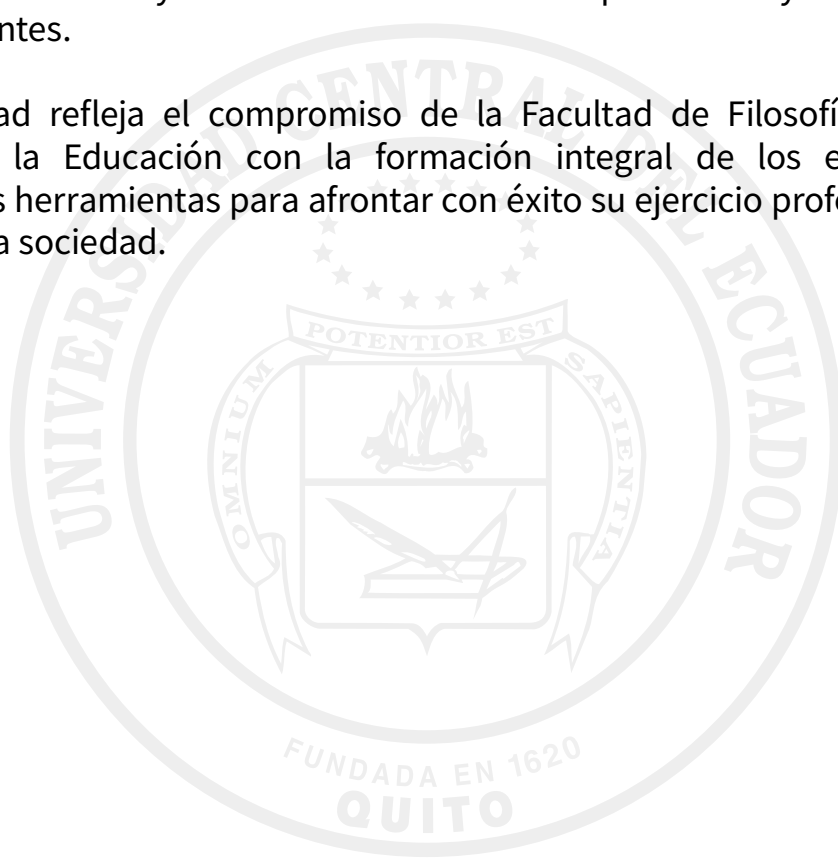 ntes.
ad refleja el compromiso de la Facultad de Filosofí
la Educación con la formación integral de los e
s herramientas para afrontar con éxito su ejercicio prof
a sociedad.
UNIVERSIDAD CENTRAL DEL ECUADOR
POTENTIOR EST
OMNIUM
SAPIENTIA
FUNDADA EN 1620
QUITO